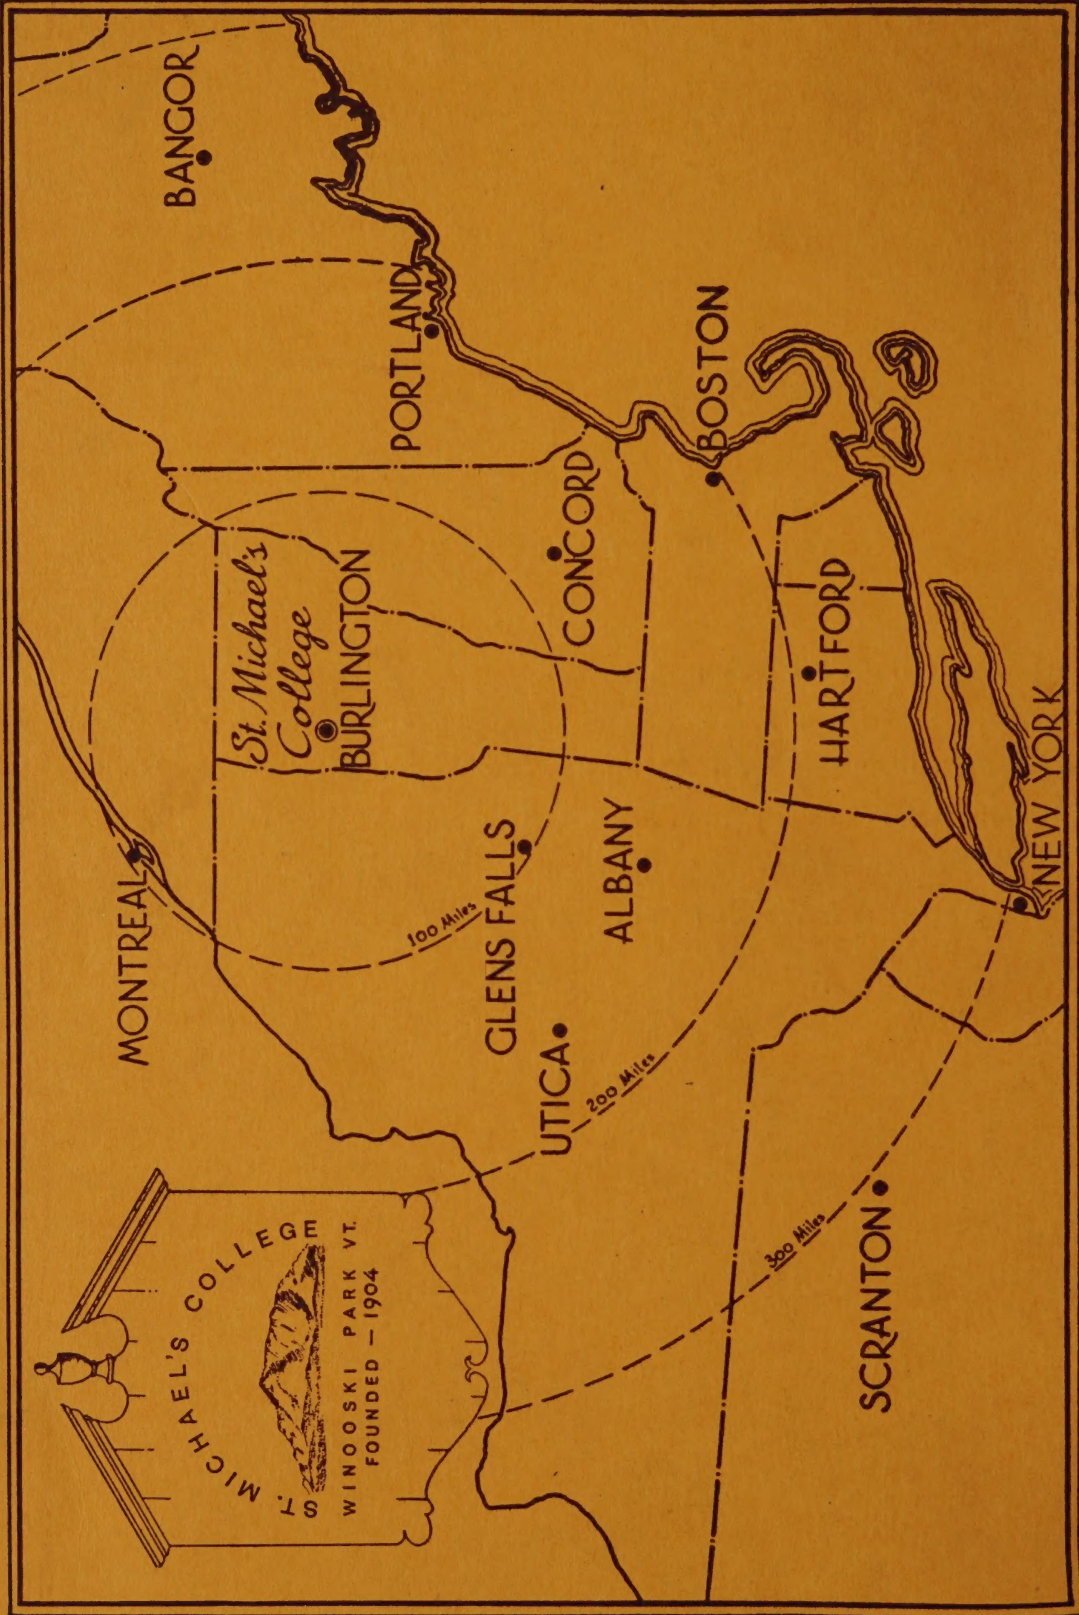 ST. MICHAEL'S COLLEGE
WINOOSKI PARK VT.
FOUNDED — 1904
MONTREAL
BANGOR
St. Michael's
College
BURLINGTON
PORTLAND
100 Miles
GLENS FALLS
UTICA
CONCORD
200 Miles
ALBANY
BOSTON
300 Miles
HARTFORD
SCRANTON
NEW YORK